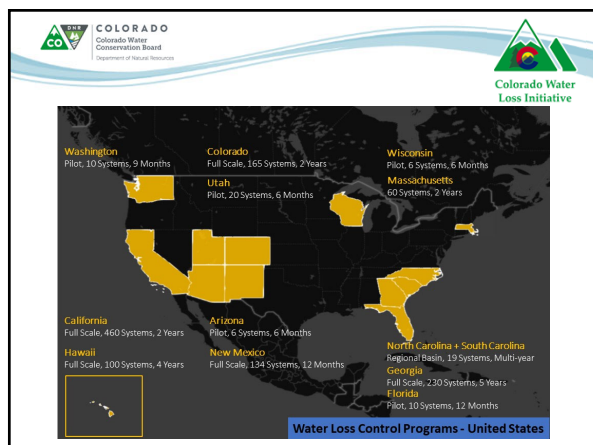 CO
DNR
COLORADO
Colorado Water
Conservation Board
Department of Natural Resources
Colorado Water
Loss Initiative
Washington
Pilot, 10 Systems, 9 Months
Colorado
Full Scale, 165 Systems, 2 Years
Wisconsin
Pilot, 6 Systems, 6 Months
Utah
Pilot, 20 Systems, 6 Months
Massachusetts
60 Systems, 2 Years
California
Full Scale, 460 Systems, 2 Years
Arizona
Pilot, 6 Systems, 6 Months
Hawaii
Full Scale, 100 Systems, 4 Years
New Mexico
Full Scale, 134 Systems, 12 Months
North Carolina + South Carolina
Regional Basin, 19 Systems, Multi-year
Georgia
Full Scale, 230 Systems, 5 Years
Florida
Pilot, 10 Systems, 12 Months
Water Loss Control Programs - United States